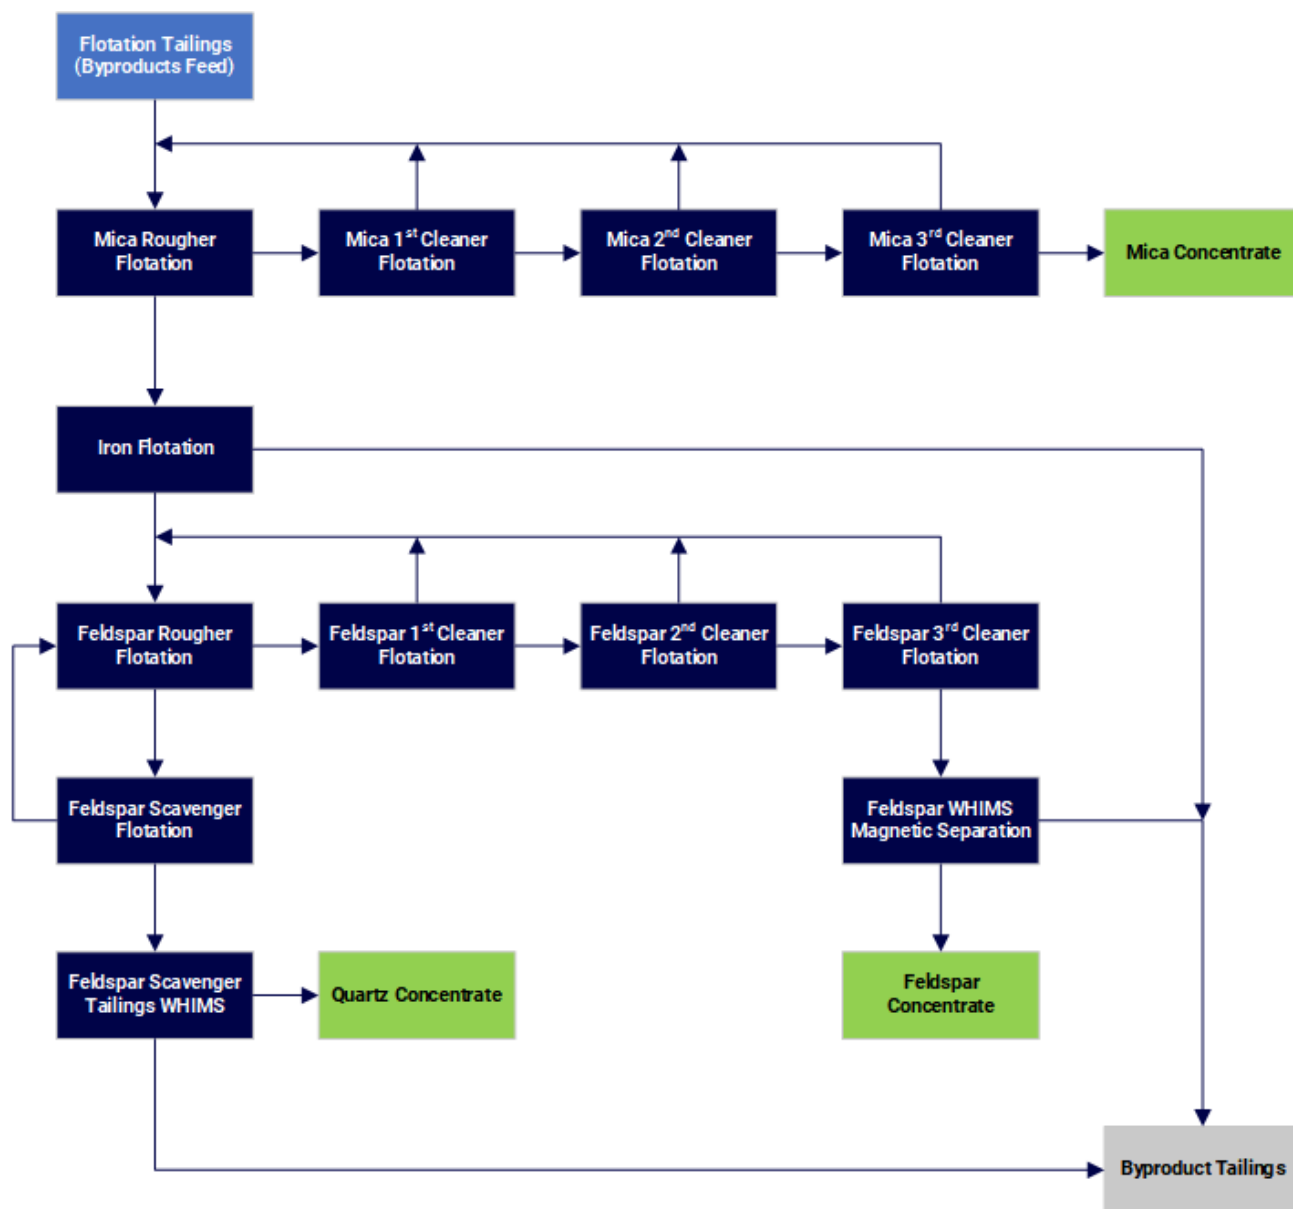 Flotation Tailings
(Byproducts Feed)
Mica Rougher
Flotation
Mica 1st Cleaner
Flotation
Mica 2nd Cleaner
Flotation
Mica 3rd Cleaner
Flotation
Mica Concentrate
Iron Flotation
Feldspar Rougher
Flotation
Feldspar 1st Cleaner
Flotation
Feldspar 2nd Cleaner
Flotation
Feldspar 3rd Cleaner
Flotation
Feldspar Scavenger
Flotation
Feldspar WHIMS
Magnetic Separation
Feldspar Scavenger
Tailings WHIMS
Quartz Concentrate
Feldspar
Concentrate
Byproduct Tailings